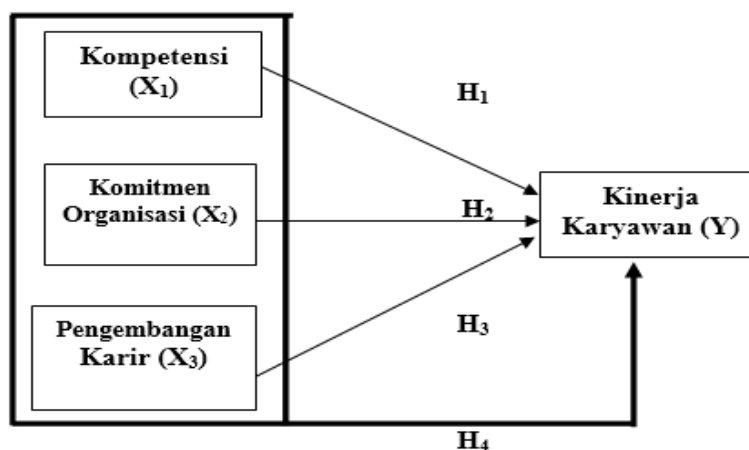 Kompetensi
(X₁)
H₁
Komitmen
Organisasi (X₂)
H₂
Kinerja
Karyawan (Y)
Pengembangan
Karir (X₃)
H₃
H₄